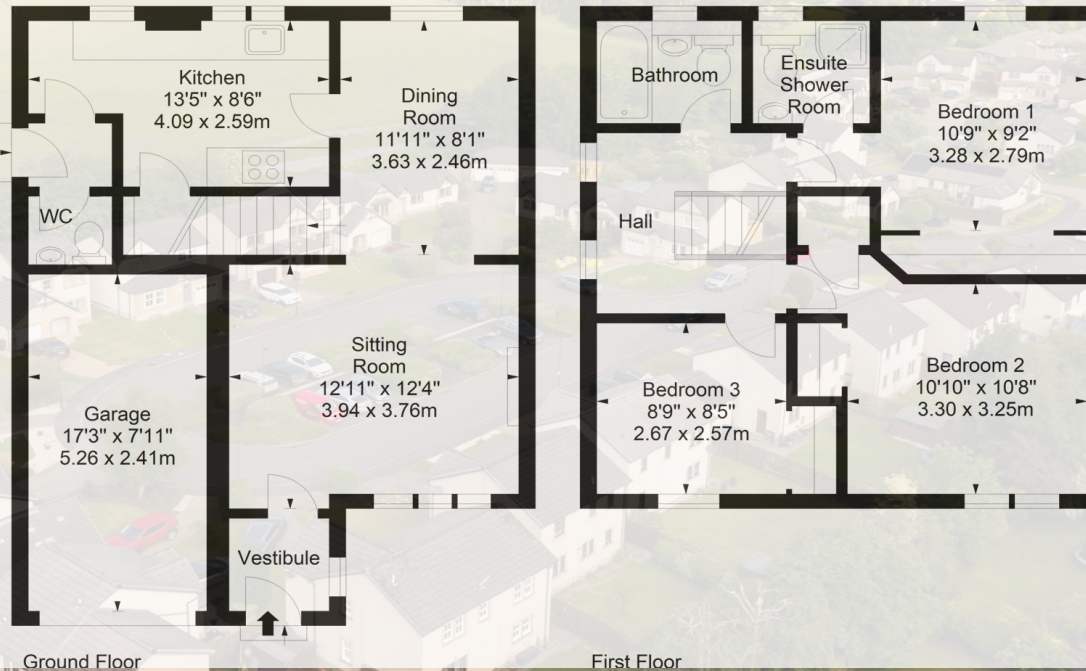 Kitchen
13'5" x 8'6"
4.09 x 2.59m
Dining
Room
11'11" x 8'1"
3.63 x 2.46m
WC
Sitting
Room
12'11" x 12'4"
3.94 x 3.76m
Garage
17'3" x 7'11"
5.26 x 2.41m
Vestibule
Ground Floor
Bathroom
Ensuite
Shower
Room
Bedroom 1
10'9" x 9'2"
3.28 x 2.79m
Hall
Bedroom 3
8'9" x 8'5"
2.67 x 2.57m
Bedroom 2
10'10" x 10'8"
3.30 x 3.25m
First Floor